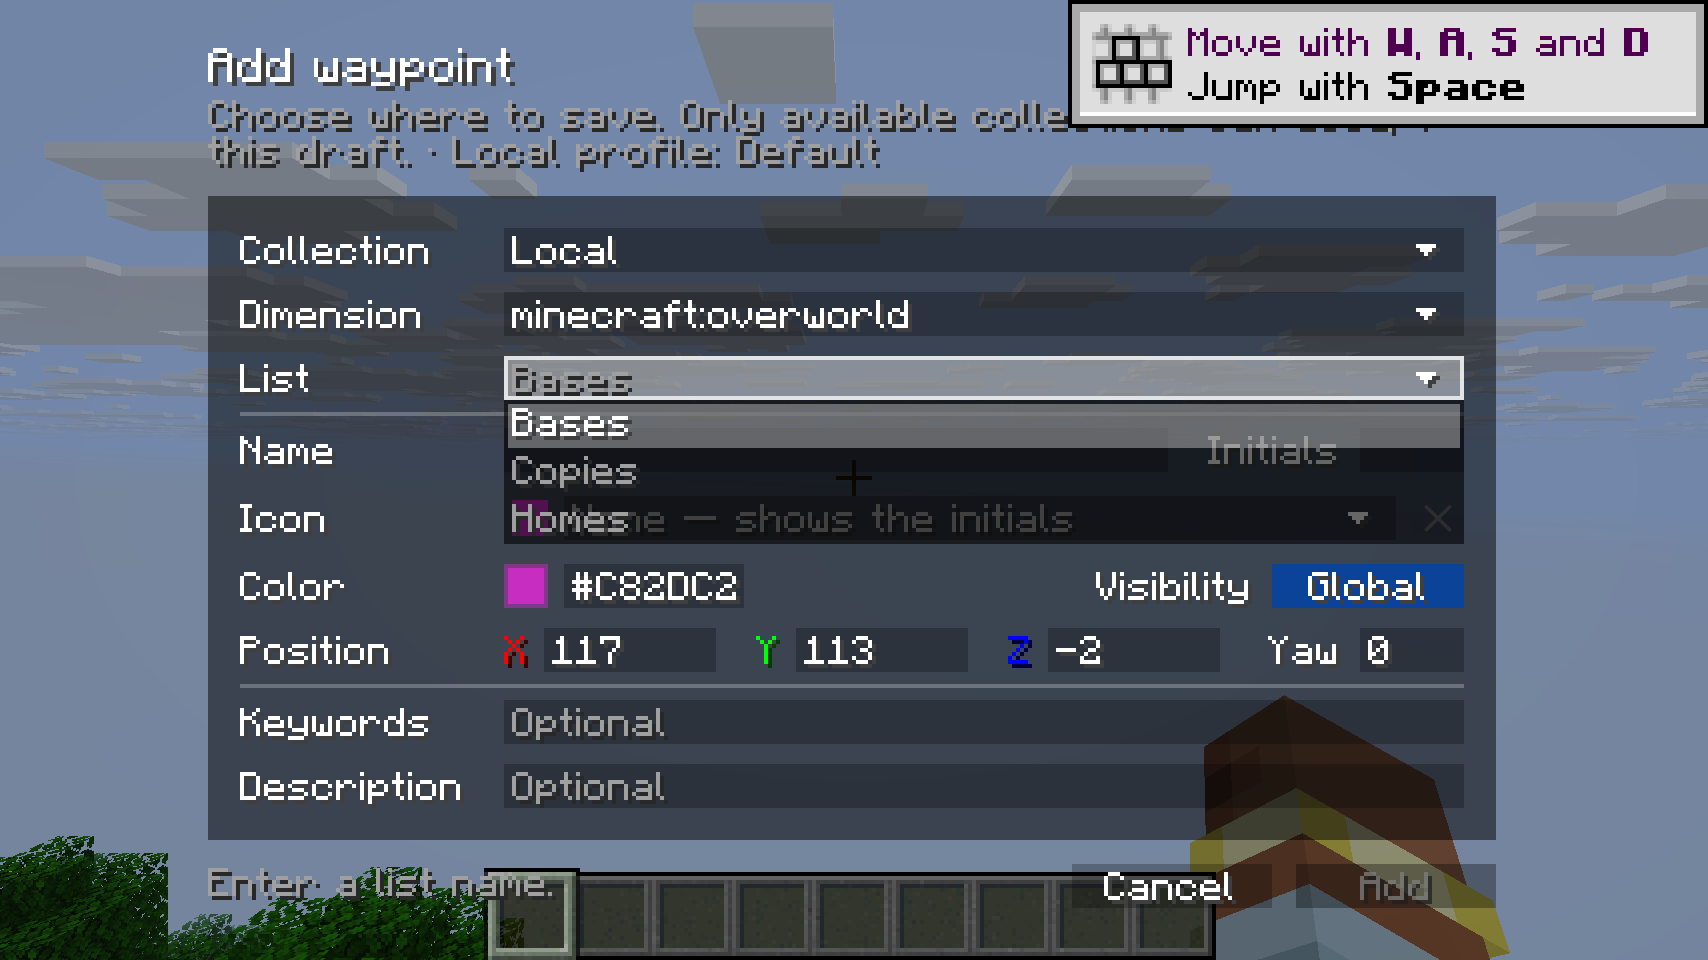 Move with W, A, S and D
Jump with Space
Add waypoint
Choose where to save. Only available
this draft. · Local profile: Default
Collection Local
Dimension minecraft:overworld
List Bases
Bases
Name Initials
Copies
Icon Homes — shows the initials
Color #C82DC2 Visibility Global
Position X 117 Y 113 Z -2 Yaw 0
Keywords Optional
Description Optional
Enter a list name.
Cancel Add